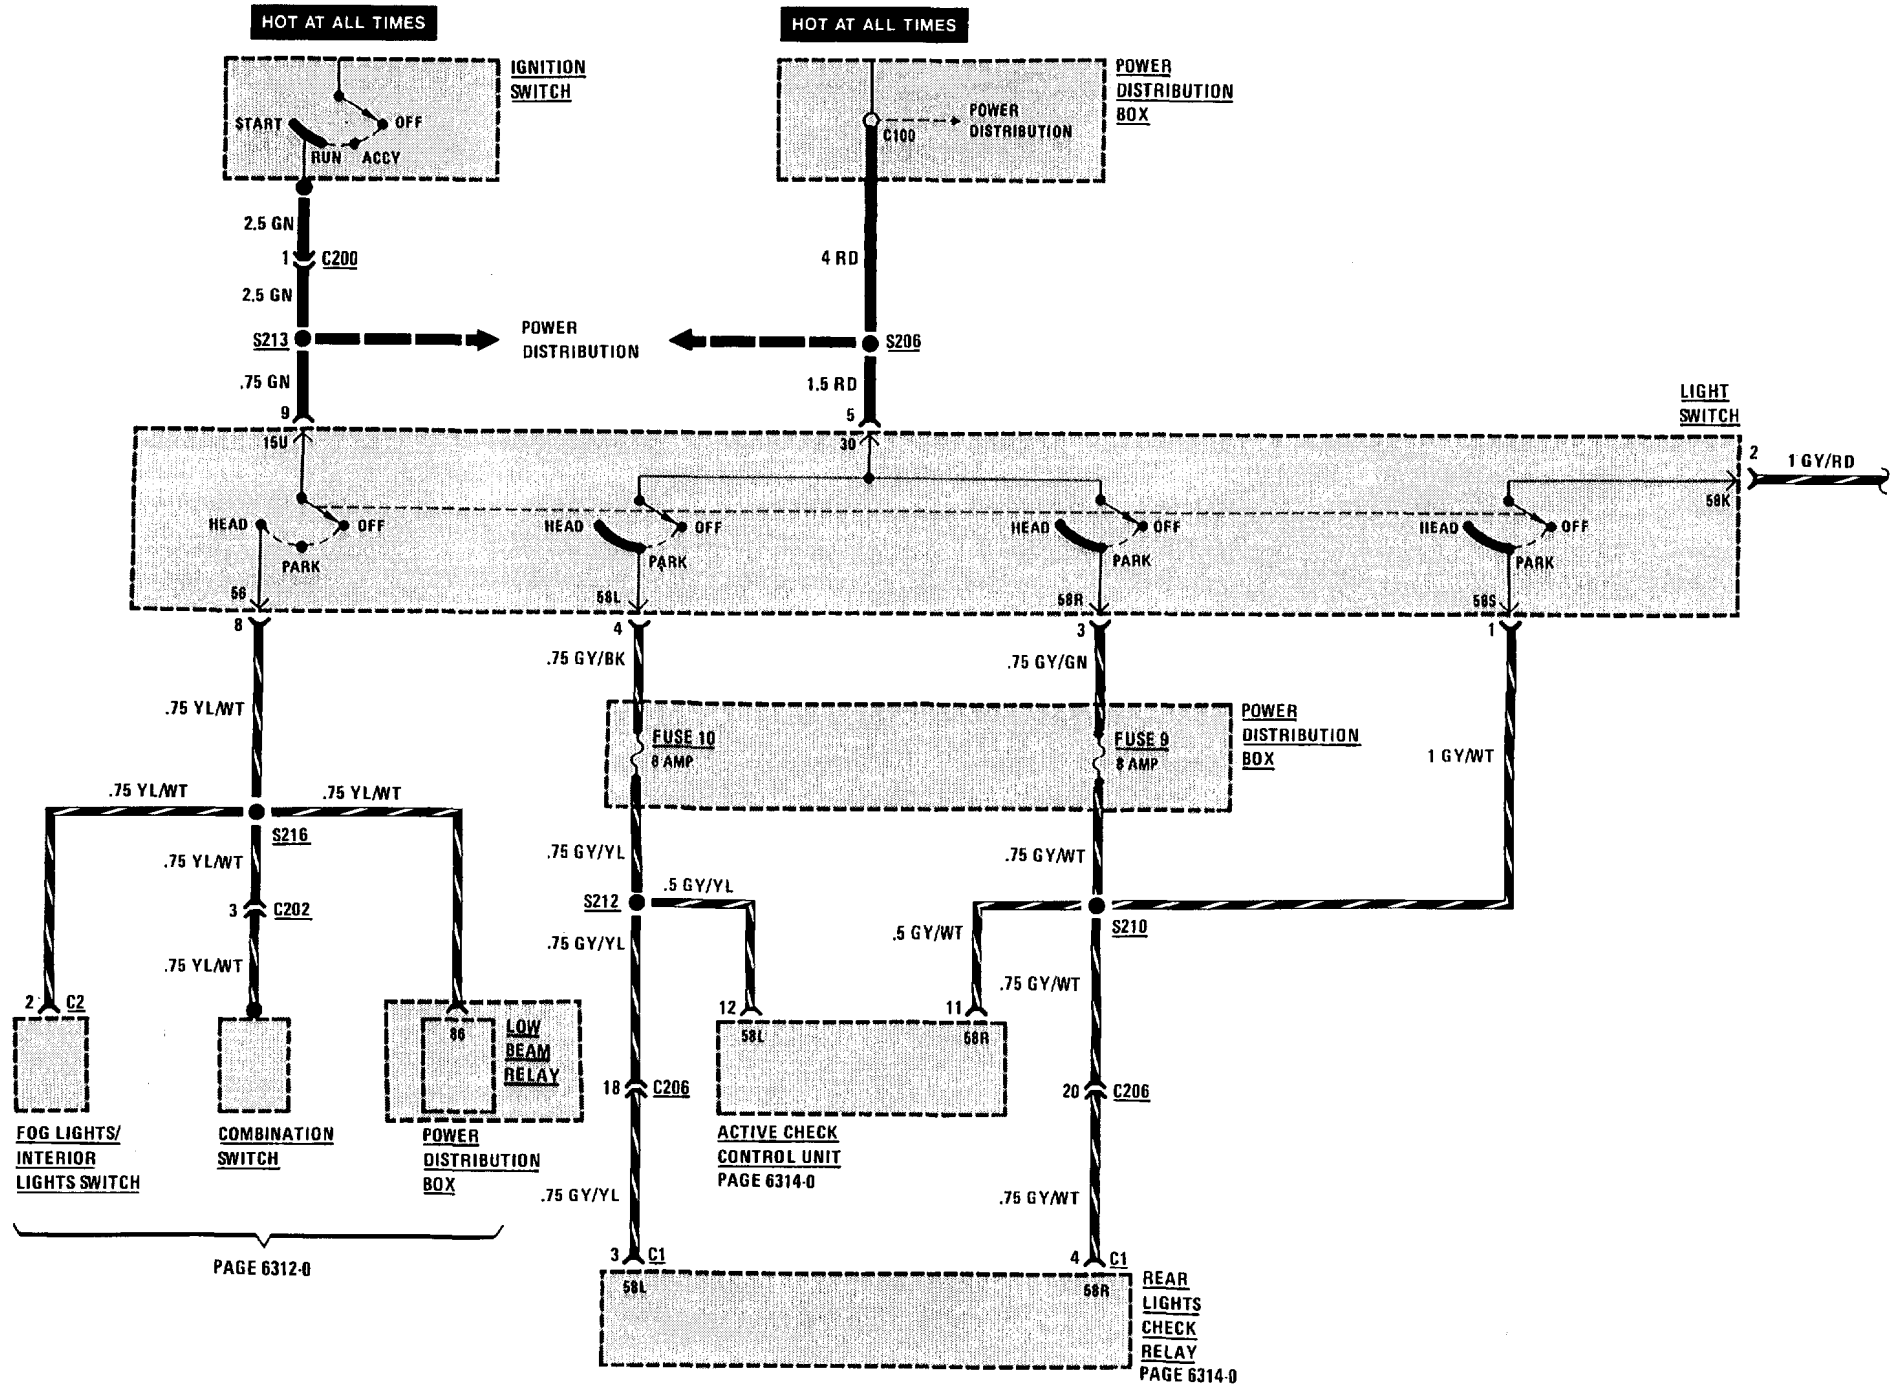 HOT AT ALL TIMES
HOT AT ALL TIMES
IGNITION
SWITCH
START
OFF
RUN
ACCY
POWER
DISTRIBUTION
C100
POWER
DISTRIBUTION
BOX
2.5 GN
1
C200
2.5 GN
4 RD
S213
POWER
DISTRIBUTION
S206
.75 GN
1.5 RD
9
5
LIGHT
SWITCH
15U
30
2
1 GY/RD
58K
HEAD
OFF
PARK
HEAD
OFF
PARK
HEAD
OFF
PARK
HEAD
OFF
PARK
56
58L
58R
58S
8
4
3
1
.75 GY/BK
.75 GY/GN
.75 YL/WT
FUSE 10
8 AMP
FUSE 9
8 AMP
POWER
DISTRIBUTION
BOX
1 GY/WT
.75 YL/WT
.75 YL/WT
S216
.75 YL/WT
.75 GY/YL
.75 GY/WT
3
C202
S212
.5 GY/YL
.5 GY/WT
S210
.75 YL/WT
.75 GY/YL
.75 GY/WT
2
C2
86
LOW
BEAM
RELAY
12
11
58L
58R
18
C206
20
C206
FOG LIGHTS/
INTERIOR
LIGHTS SWITCH
COMBINATION
SWITCH
POWER
DISTRIBUTION
BOX
ACTIVE CHECK
CONTROL UNIT
PAGE 6314-0
.75 GY/YL
.75 GY/WT
PAGE 6312-0
3
C1
4
C1
58L
58R
REAR
LIGHTS
CHECK
RELAY
PAGE 6314-0